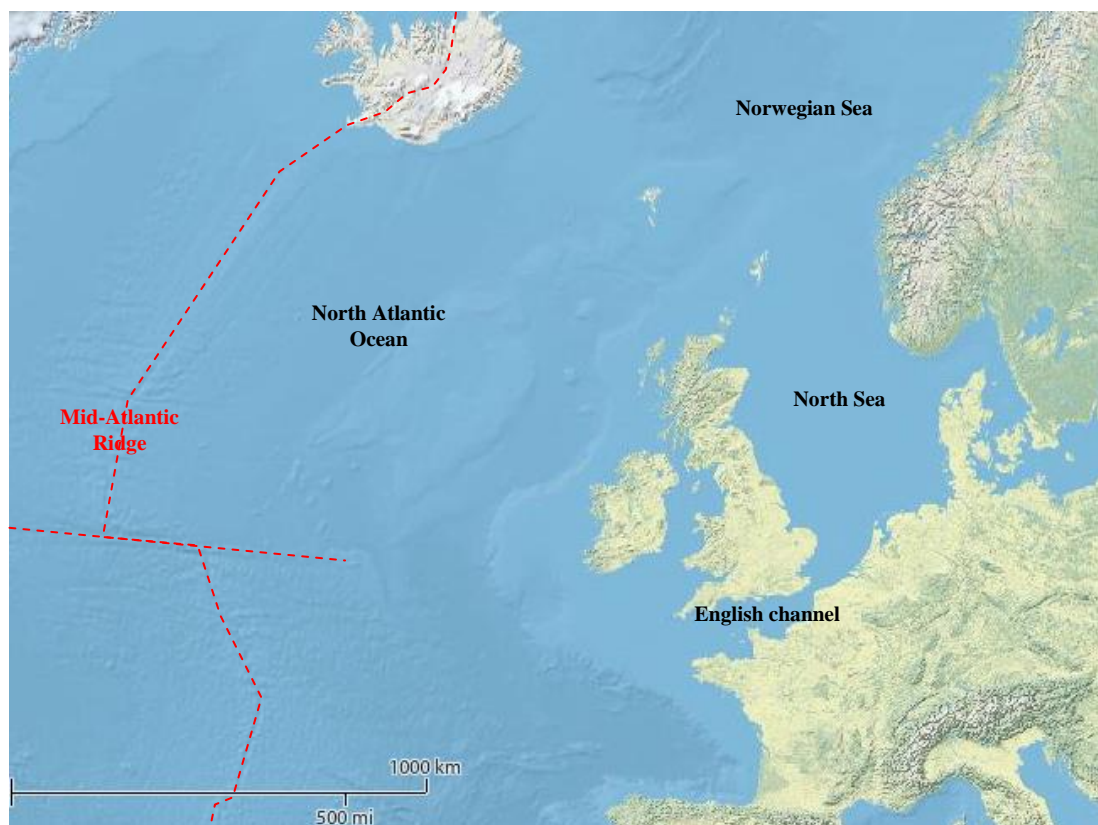 Norwegian Sea
North Atlantic
Ocean
North Sea
Mid-Atlantic
Ridge
English channel
1000 km
500 mi